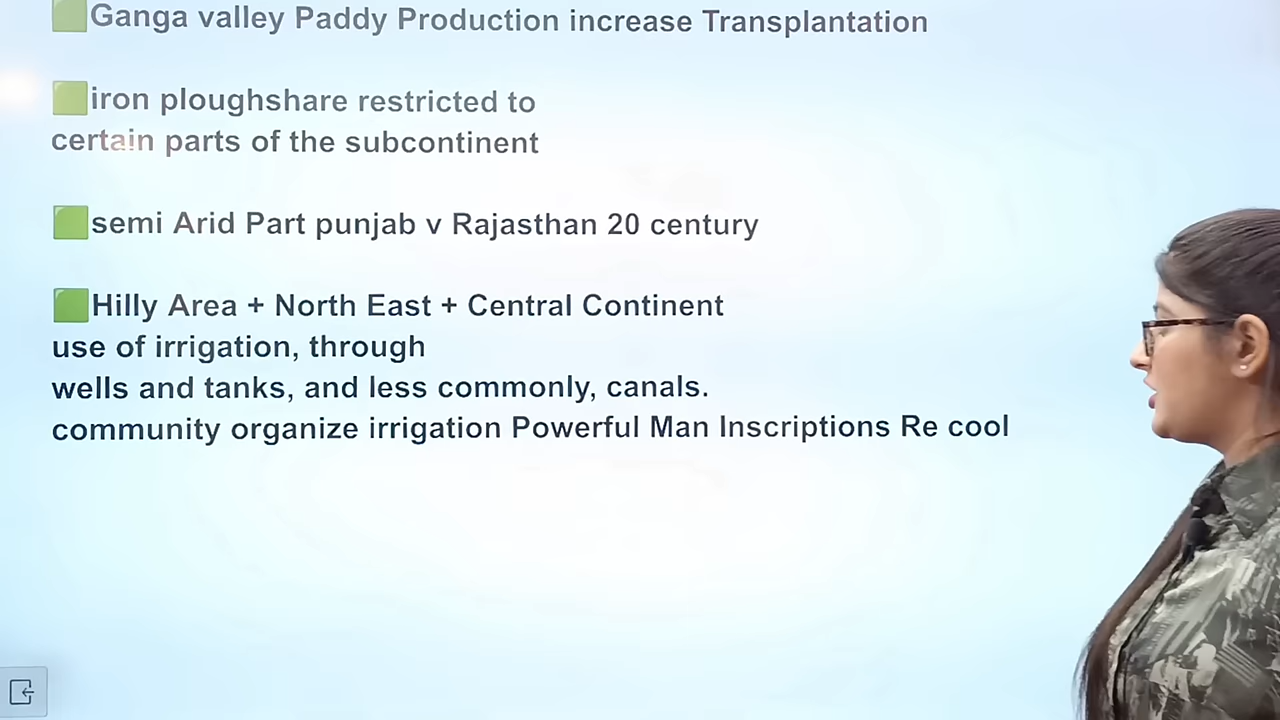 Ganga valley Paddy Production increase Transplantation
iron ploughshare restricted to
certain parts of the subcontinent
semi Arid Part punjab v Rajasthan 20 century
Hilly Area + North East + Central Continent
use of irrigation, through
wells and tanks, and less commonly, canals.
community organize irrigation Powerful Man Inscriptions Re cool